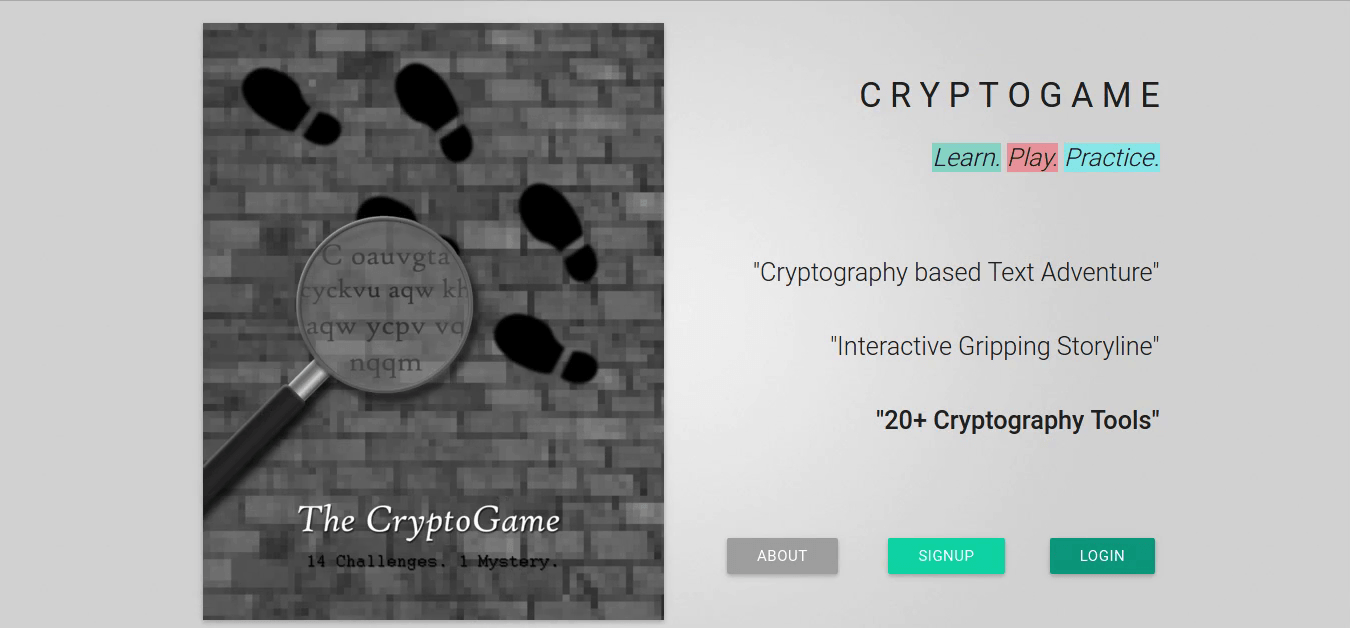 C oauvgta
cyckvu aqw kh
aqw ycpv vq
nqqm
The CryptoGame
14 Challenges. 1 Mystery.
CRYPTOGAME
Learn. Play. Practice.
"Cryptography based Text Adventure"
"Interactive Gripping Storyline"
"20+ Cryptography Tools"
ABOUT SIGNUP LOGIN